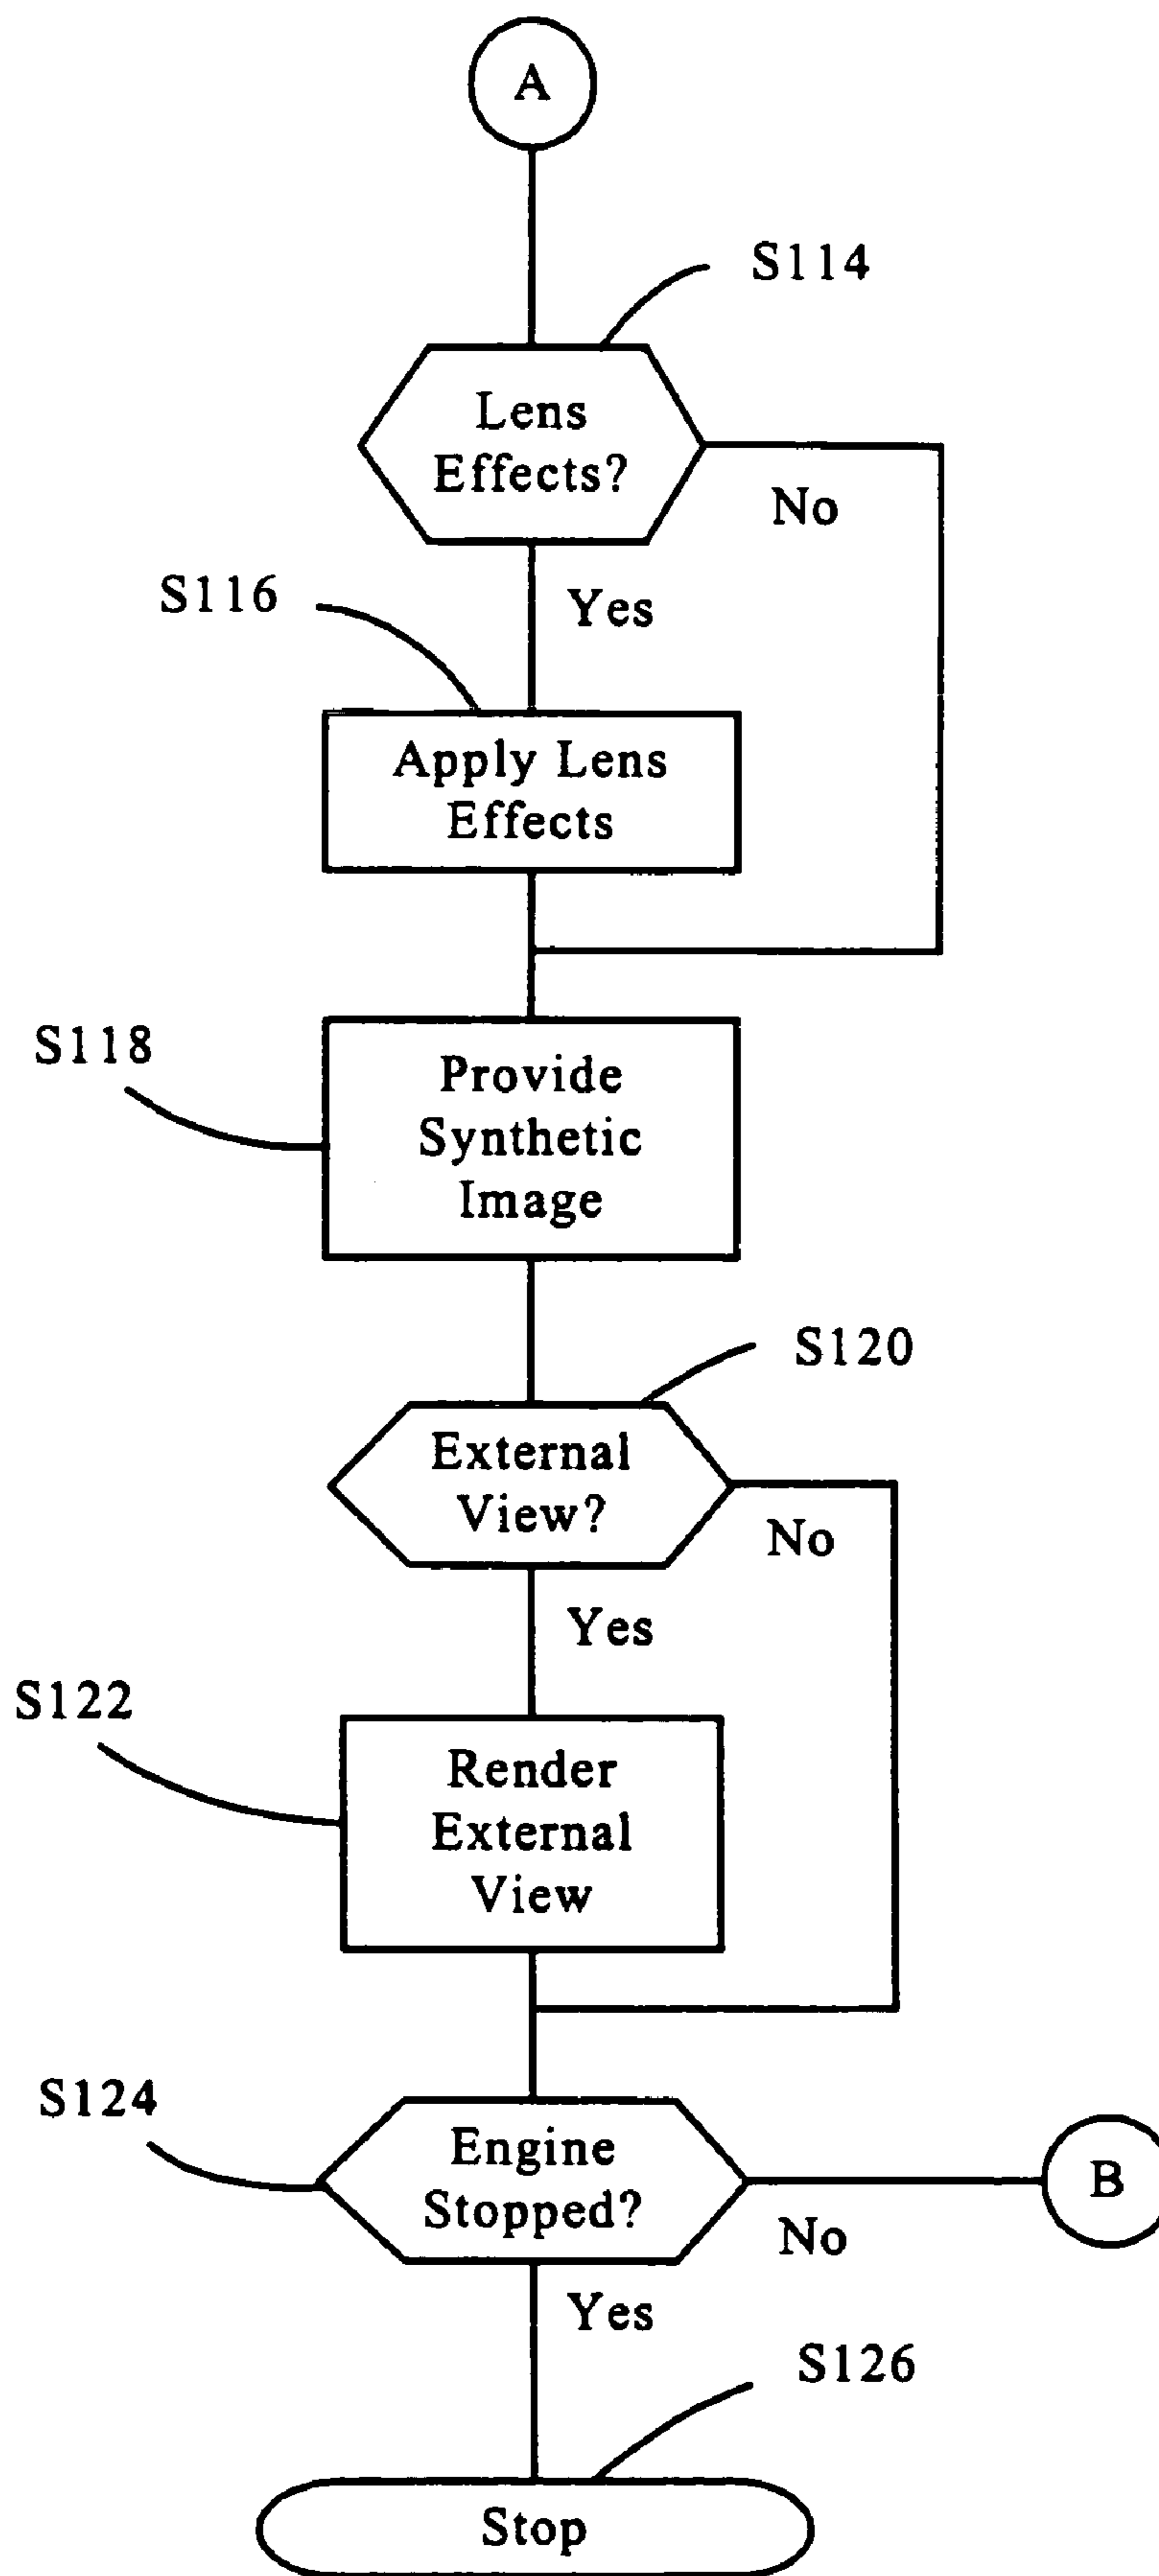 A
S114
Lens
Effects?
No
S116
Yes
Apply Lens
Effects
S118
Provide
Synthetic
Image
S120
External
View?
No
Yes
S122
Render
External
View
S124
Engine
Stopped?
B
No
Yes
S126
Stop